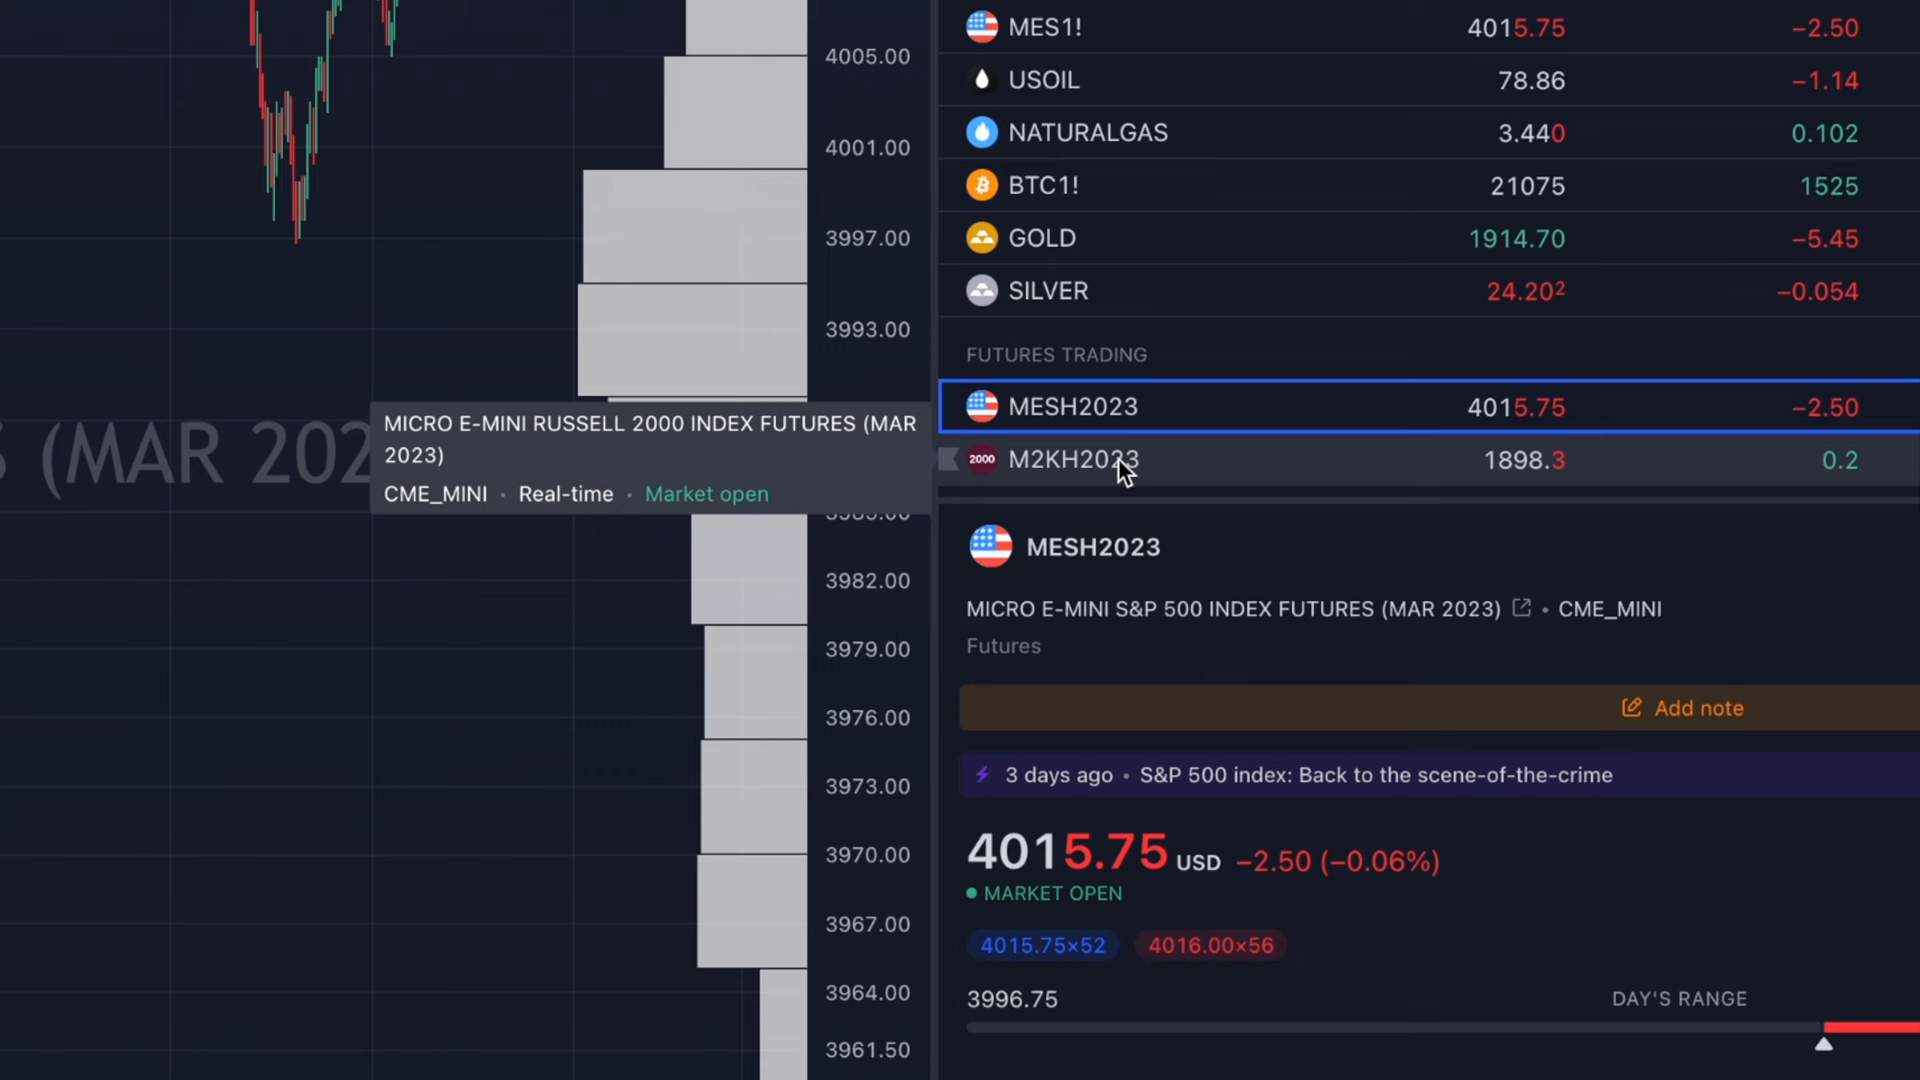 4005.00
4001.00
3997.00
3993.00
3982.00
3979.00
3976.00
3973.00
3970.00
3967.00
3964.00
3961.50
(MAR 202
MICRO E-MINI RUSSELL 2000 INDEX FUTURES (MAR
2023)
CME_MINI · Real-time · Market open
MES1! 4015.75 −2.50
USOIL 78.86 −1.14
NATURALGAS 3.440 0.102
BTC1! 21075 1525
GOLD 1914.70 −5.45
SILVER 24.20² −0.054
FUTURES TRADING
MESH2023 4015.75 −2.50
2000 M2KH2023 1898.3 0.2
MESH2023
MICRO E-MINI S&P 500 INDEX FUTURES (MAR 2023) · CME_MINI
Futures
Add note
3 days ago · S&P 500 index: Back to the scene-of-the-crime
4015.75 USD −2.50 (−0.06%)
MARKET OPEN
4015.75×52 4016.00×56
3996.75 DAY'S RANGE